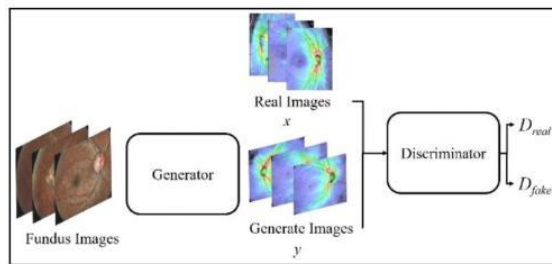 Real Images
x
Generator
Discriminator
D_real
D_fake
Fundus Images
Generate Images
y